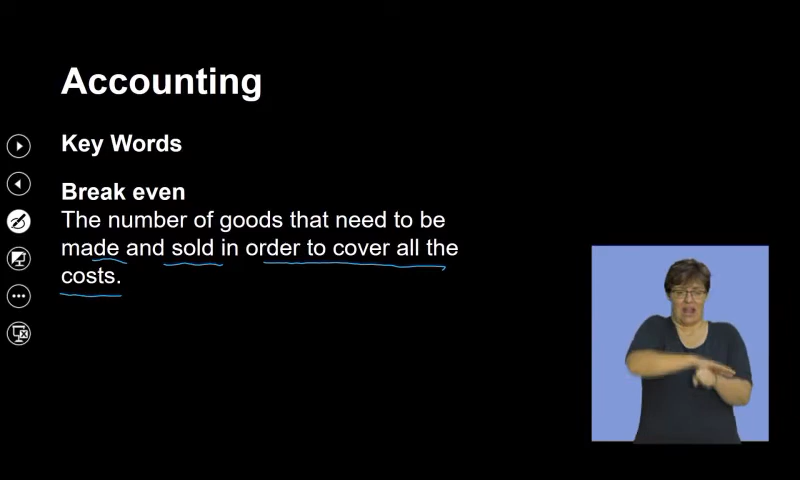 Accounting
Key Words
Break even
The number of goods that need to be
made and sold in order to cover all the
costs.